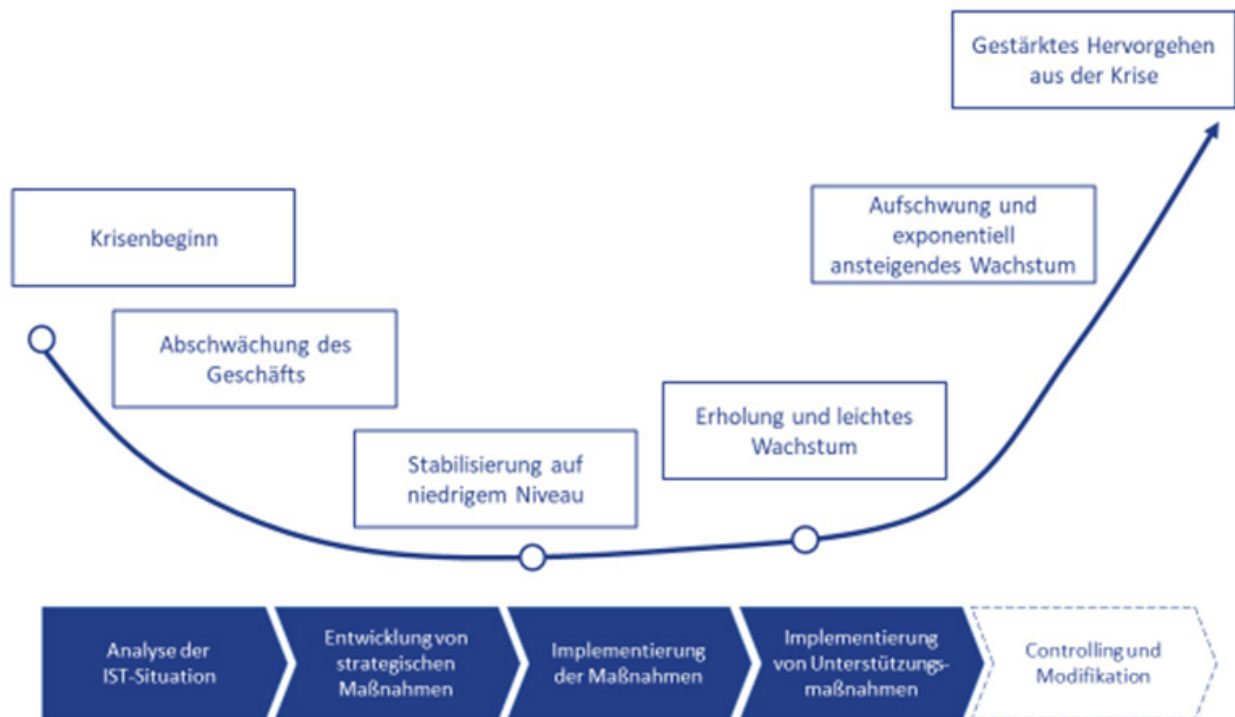 Gestärktes Hervorgehen
aus der Krise
Krisenbeginn
Aufschwung und
exponentiell
ansteigendes Wachstum
Abschwächung des
Geschäfts
Erholung und leichtes
Wachstum
Stabilisierung auf
niedrigem Niveau
Analyse der
IST-Situation
Entwicklung von
strategischen
Maßnahmen
Implementierung
der Maßnahmen
Implementierung
von Unterstützungs-
maßnahmen
Controlling und
Modifikation